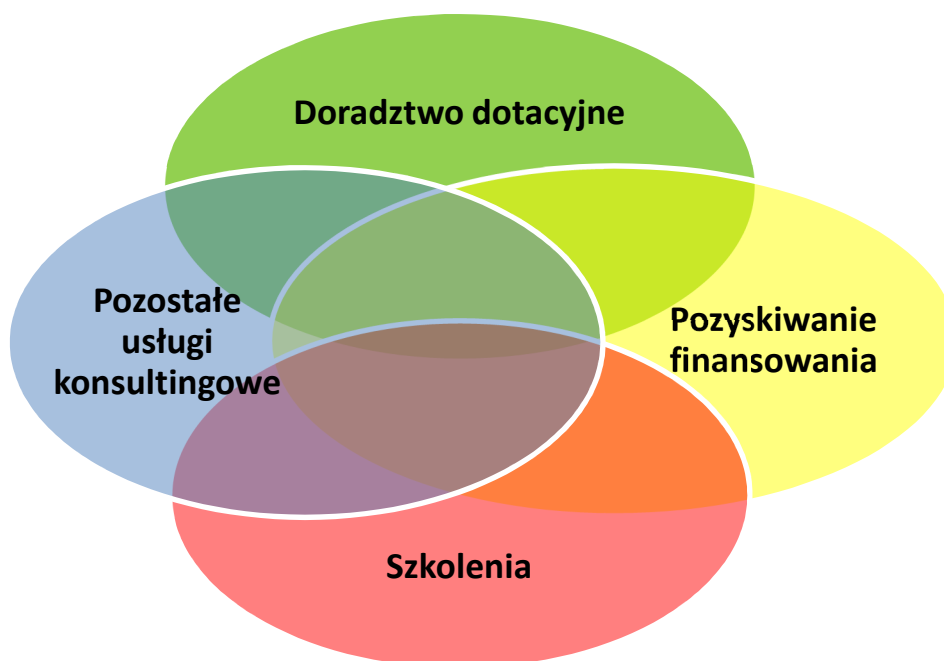 Doradztwo dotacyjne
Pozostałe
usługi
konsultingowe
Pozyskiwanie
finansowania
Szkolenia